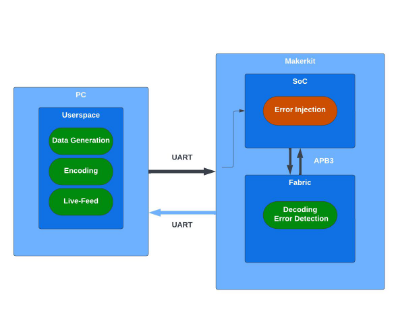 PC
Userspace
Data Generation
Encoding
Live-Feed
UART
UART
Makerkit
SoC
Error Injection
APB3
Fabric
Decoding
Error Detection